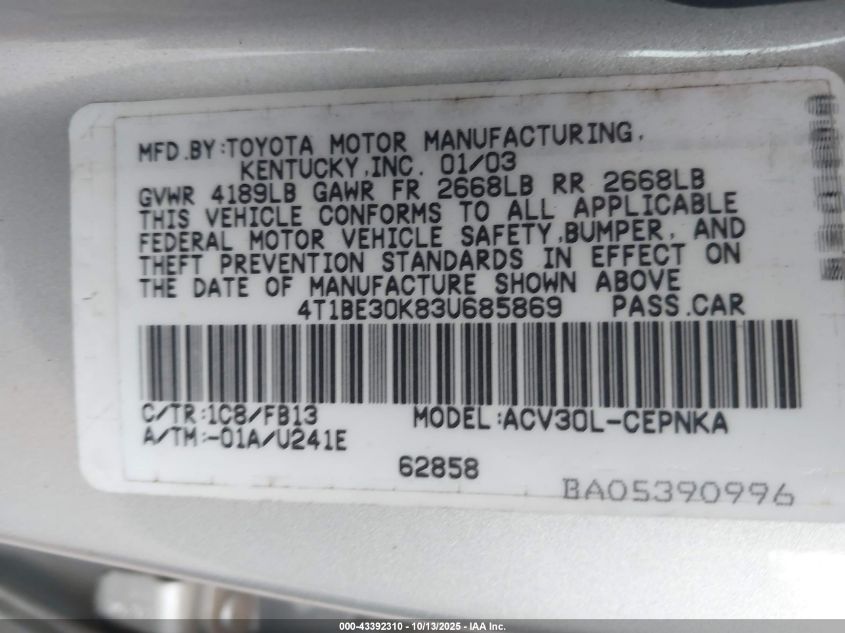 MFD.BY:TOYOTA MOTOR MANUFACTURING,
KENTUCKY,INC. 01/03
GVWR 4189LB GAWR FR 2668LB RR 2668LB
THIS VEHICLE CONFORMS TO ALL APPLICABLE
FEDERAL MOTOR VEHICLE SAFETY,BUMPER, AND
THEFT PREVENTION STANDARDS IN EFFECT ON
THE DATE OF MANUFACTURE SHOWN ABOVE
4T1BE30K83U685869 PASS.CAR
C/TR:1C8/FB13 MODEL:ACV30L-CEPNKA
A/TM:-01A/U241E
62858
BA05390996
000-43392310 - 10/13/2025 - IAA Inc.